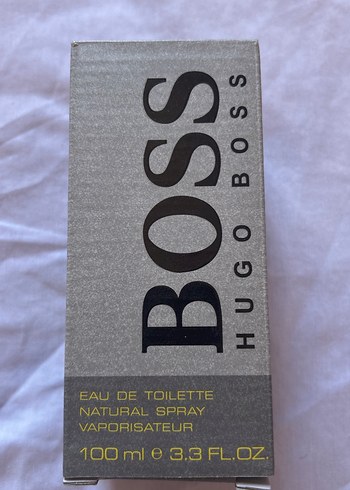 BOSS
HUGO BOSS
EAU DE TOILETTE
NATURAL SPRAY
VAPORISATEUR
100 ml e 3.3 FL.OZ.